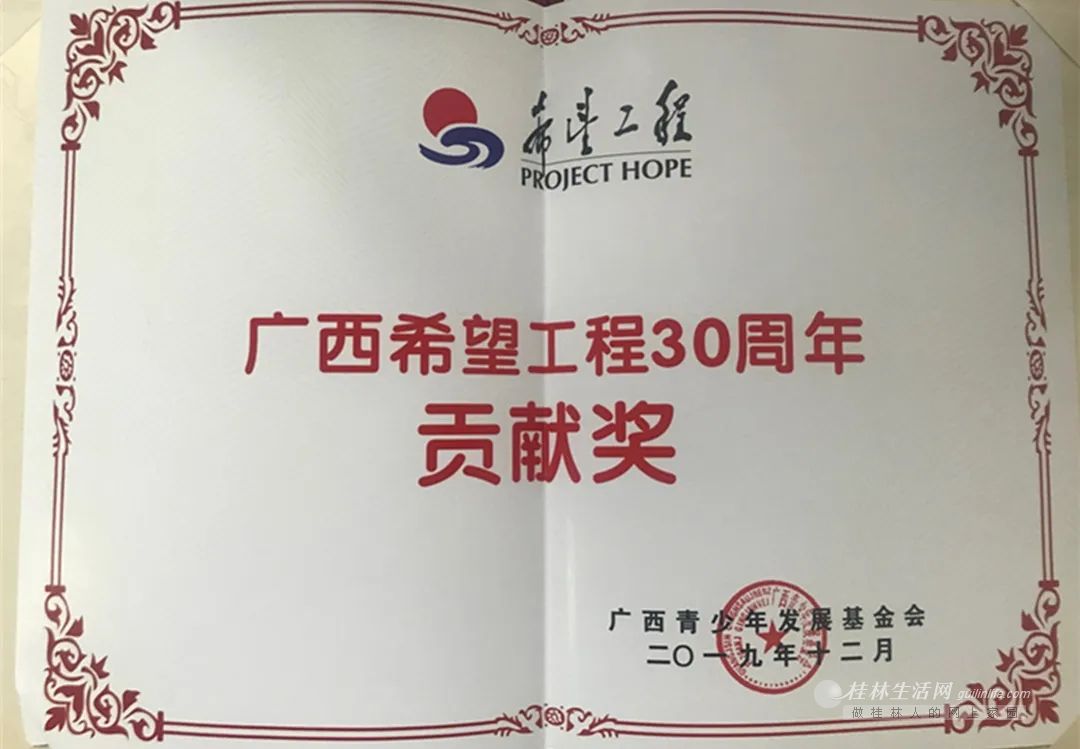 希望工程
PROJECT HOPE
广西希望工程30周年
贡献奖
广西青少年发展基金会
二〇一九年十二月
桂林生活网 guilinlife.com
做桂林人的网上家园